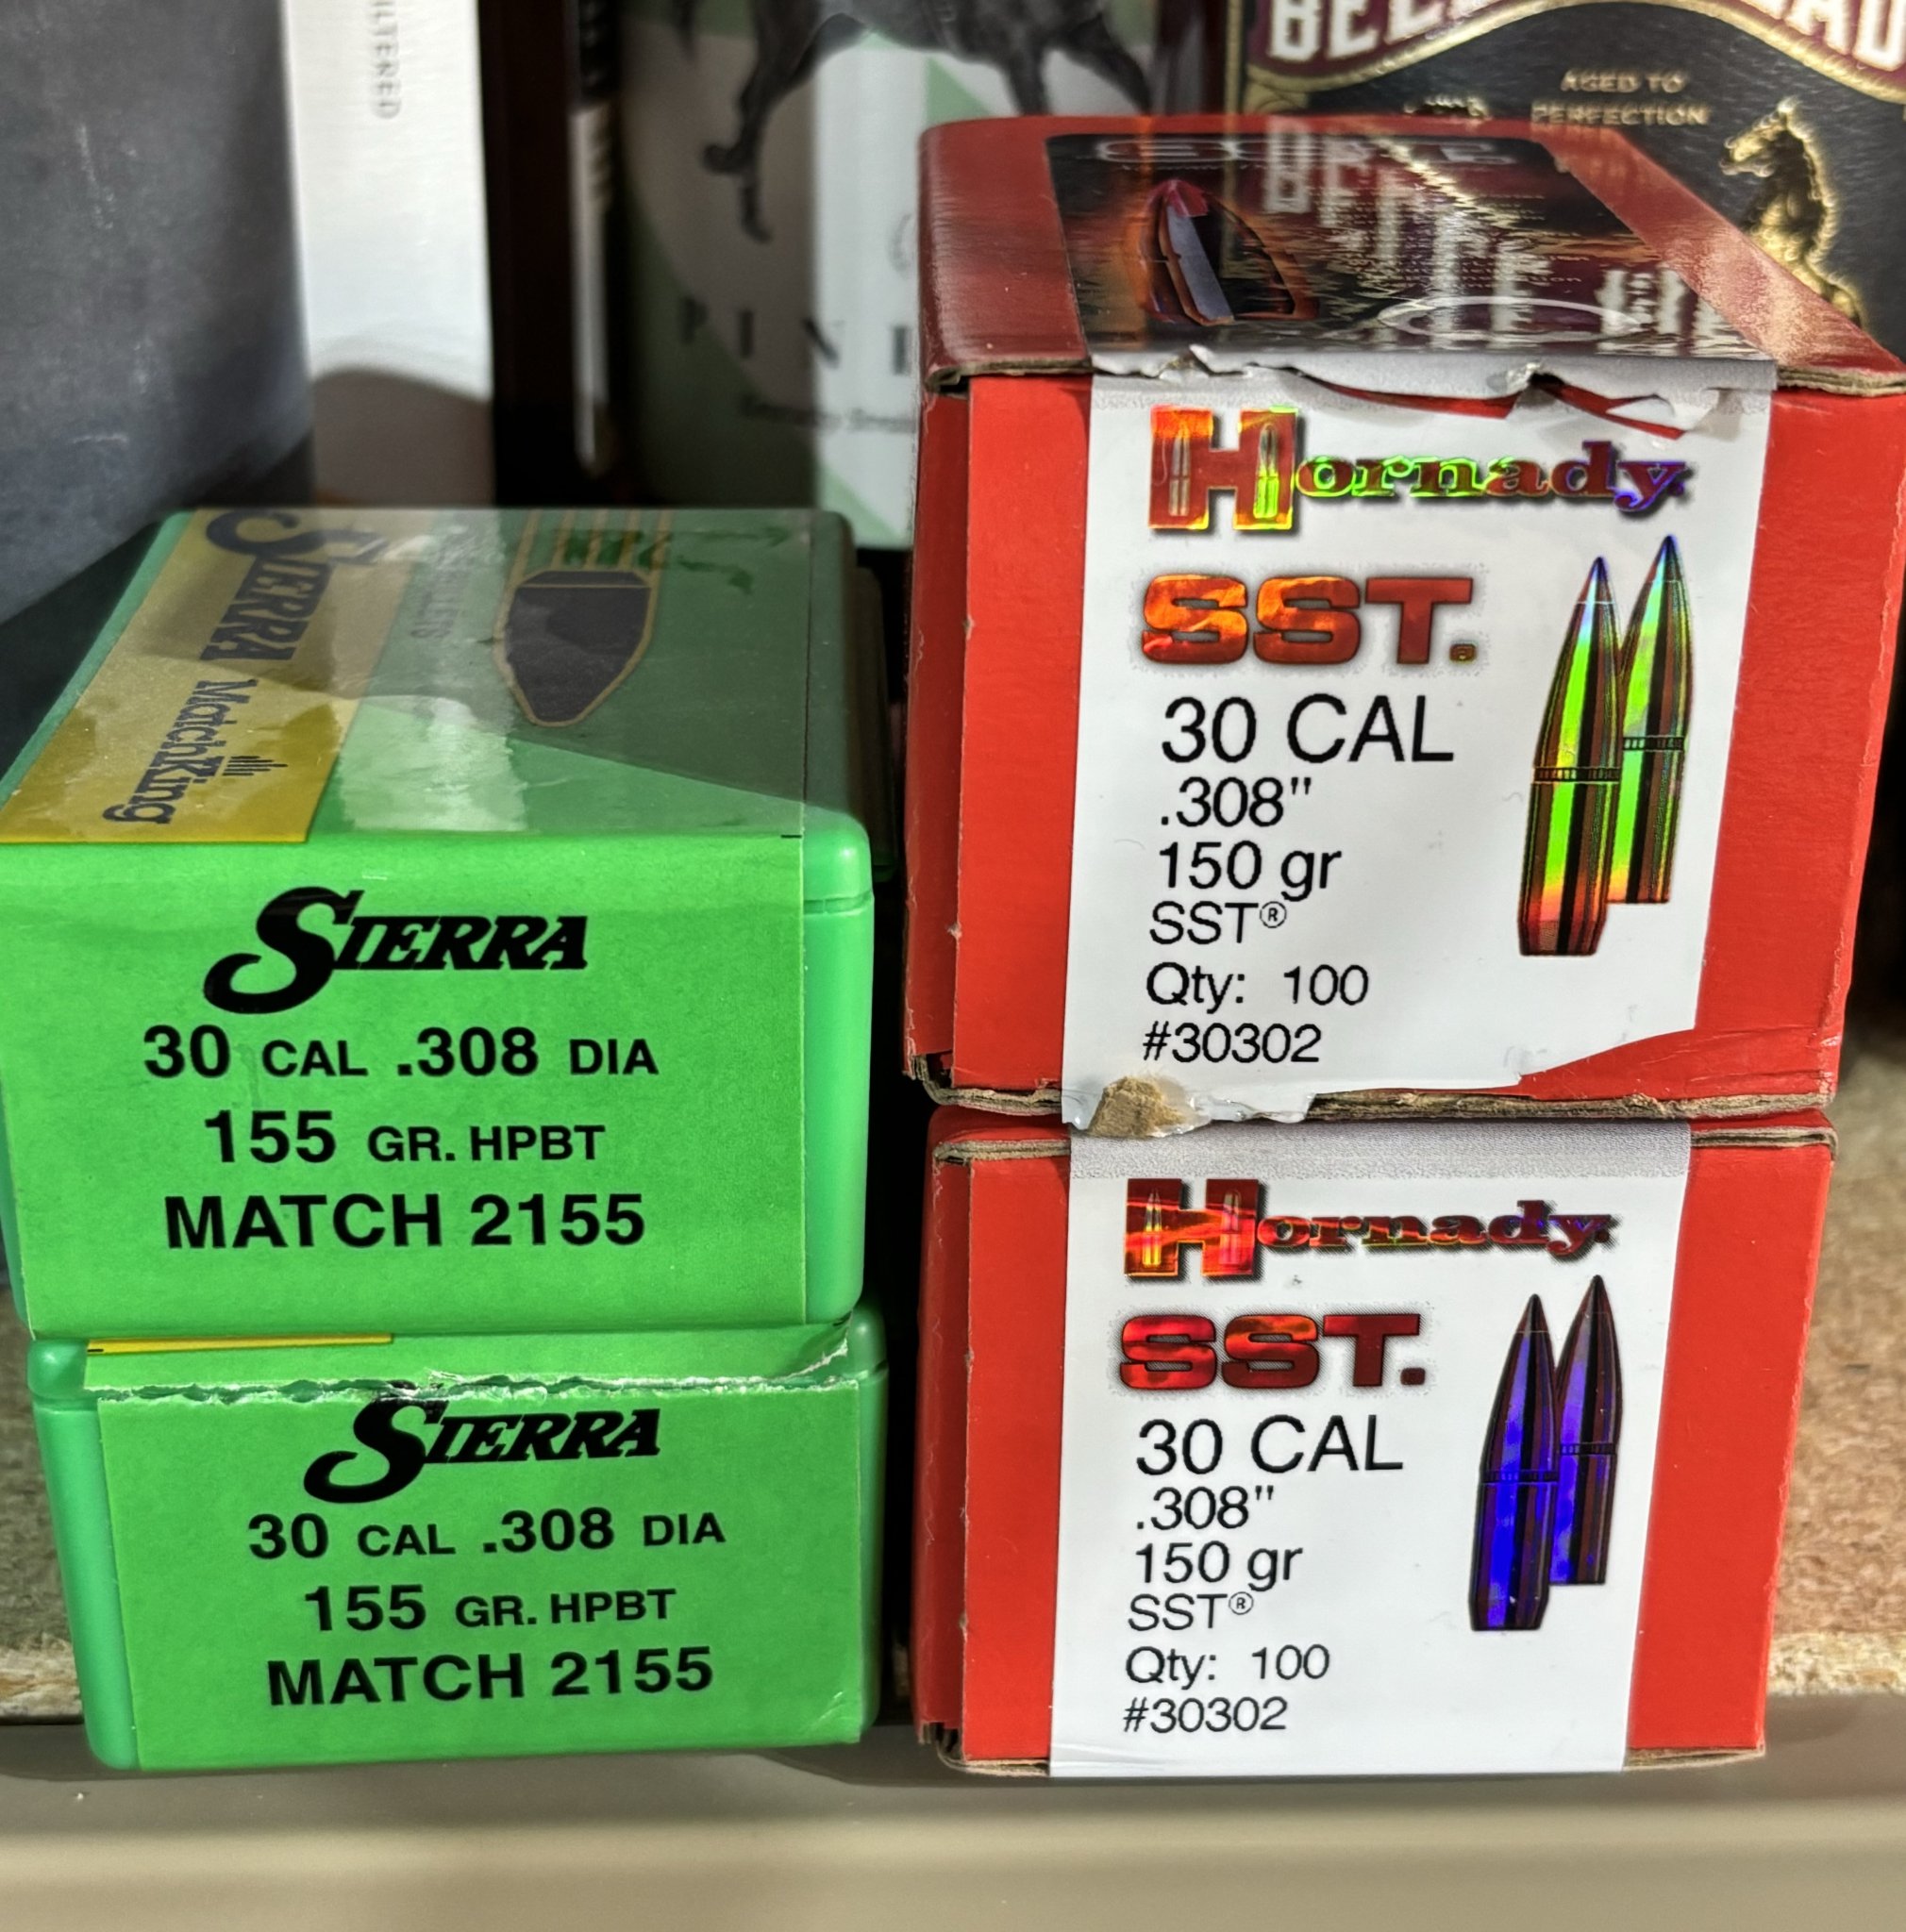 AGED TO
PERFECTION
SIERRA
MatchKing
SIERRA
30 CAL .308 DIA
155 GR. HPBT
MATCH 2155
SIERRA
30 CAL .308 DIA
155 GR. HPBT
MATCH 2155
Hornady
SST.
30 CAL
.308"
150 gr
SST®
Qty: 100
#30302
Hornady
SST.
30 CAL
.308"
150 gr
SST®
Qty: 100
#30302